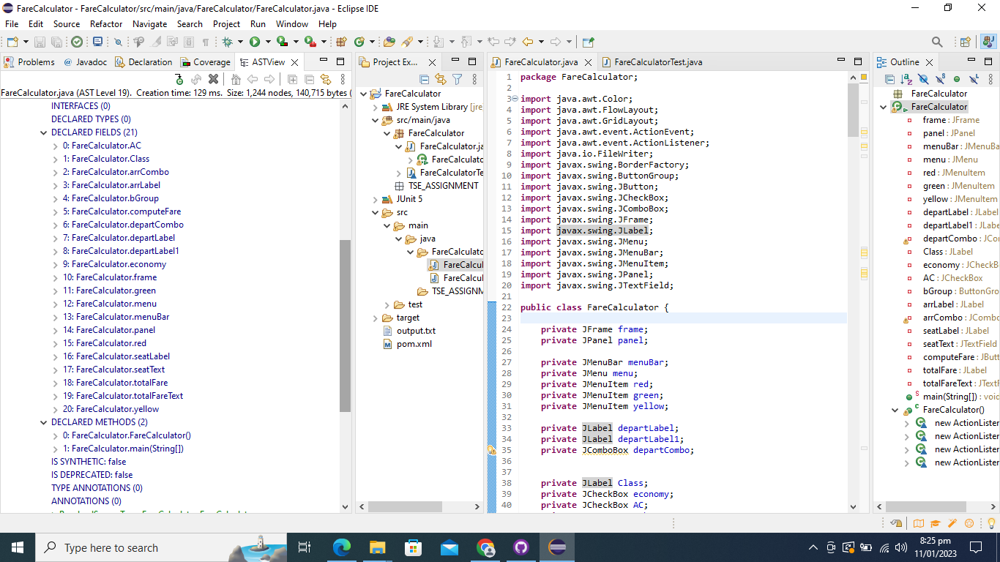 FareCalculator - FareCalculator/src/main/java/FareCalculator/FareCalculator.java - Eclipse IDE
File Edit Source Refactor Navigate Search Project Run Window Help
Problems Javadoc Declaration Coverage ASTView
FareCalculator.java (AST Level 19). Creation time: 129 ms. Size: 1,244 nodes, 140,715 bytes (
INTERFACES (0)
DECLARED TYPES (0)
DECLARED FIELDS (21)
0: FareCalculator.AC
1: FareCalculator.Class
2: FareCalculator.arrCombo
3: FareCalculator.arrLabel
4: FareCalculator.bGroup
5: FareCalculator.computeFare
6: FareCalculator.departCombo
7: FareCalculator.departLabel
8: FareCalculator.departLabel1
9: FareCalculator.economy
10: FareCalculator.frame
11: FareCalculator.green
12: FareCalculator.menu
13: FareCalculator.menuBar
14: FareCalculator.panel
15: FareCalculator.red
16: FareCalculator.seatLabel
17: FareCalculator.seatText
18: FareCalculator.totalFare
19: FareCalculator.totalFareText
20: FareCalculator.yellow
DECLARED METHODS (2)
0: FareCalculator.FareCalculator()
1: FareCalculator.main(String[])
IS SYNTHETIC: false
IS DEPRECATED: false
TYPE ANNOTATIONS (0)
ANNOTATIONS (0)
Project Ex...
FareCalculator
JRE System Library [jre
src/main/java
FareCalculator
FareCalculator.ja
FareCalculato
FareCalculatorTe
TSE_ASSIGNMENT
JUnit 5
src
main
java
FareCalculato
FareCalcul
FareCalcul
TSE_ASSIGNM
test
target
output.txt
pom.xml
FareCalculator.java FareCalculatorTest.java
1 package FareCalculator;
2
3 import java.awt.Color;
4 import java.awt.FlowLayout;
5 import java.awt.GridLayout;
6 import java.awt.event.ActionEvent;
7 import java.awt.event.ActionListener;
8 import java.io.FileWriter;
9 import javax.swing.BorderFactory;
10 import javax.swing.ButtonGroup;
11 import javax.swing.JButton;
12 import javax.swing.JCheckBox;
13 import javax.swing.JComboBox;
14 import javax.swing.JFrame;
15 import javax.swing.JLabel;
16 import javax.swing.JMenu;
17 import javax.swing.JMenuBar;
18 import javax.swing.JMenuItem;
19 import javax.swing.JPanel;
20 import javax.swing.JTextField;
21
22 public class FareCalculator {
23
24 private JFrame frame;
25 private JPanel panel;
26
27 private JMenuBar menuBar;
28 private JMenu menu;
29 private JMenuItem red;
30 private JMenuItem green;
31 private JMenuItem yellow;
32
33 private JLabel departLabel;
34 private JLabel departLabel1;
35 private JComboBox departCombo;
36
37
38 private JLabel Class;
39 private JCheckBox economy;
40 private JCheckBox AC;
Outline
FareCalculator
FareCalculator
frame : JFrame
panel : JPanel
menuBar : JMenuBa
menu : JMenu
red : JMenuItem
green : JMenuItem
yellow : JMenuItem
departLabel : JLabel
departLabel1 : JLabe
departCombo : JCor
Class : JLabel
economy : JCheckB
AC : JCheckBox
bGroup : ButtonGro
arrLabel : JLabel
arrCombo : JCombo
seatLabel : JLabel
seatText : JTextField
computeFare : JButt
totalFare : JLabel
totalFareText : JTextF
main(String[]) : void
FareCalculator()
new ActionLister
new ActionLister
new ActionLister
new ActionLister
Type here to search
8:25 pm
11/01/2023